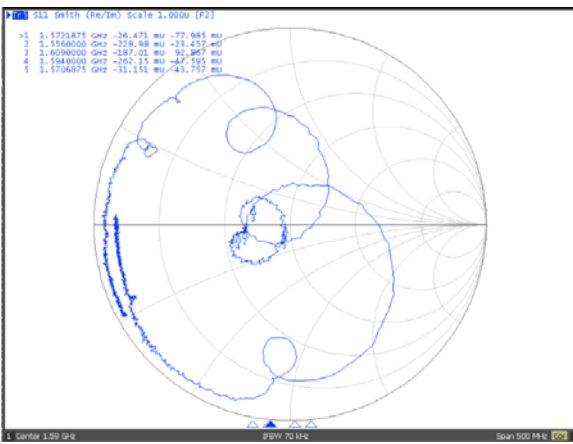 Tr3 S11 Smith (Re/Im) Scale 1.000U [F2]
>1 1.5721875 GHz -26.471 mU -77.985 mU
2 1.5560000 GHz -228.98 mU -23.457 mU
3 1.6090000 GHz -187.01 mU 92.867 mU
4 1.5940000 GHz -262.15 mU -47.595 mU
5 1.5706875 GHz -31.151 mU -43.757 mU
1 Center 1.59 GHz IFBW 70 kHz Span 500 MHz